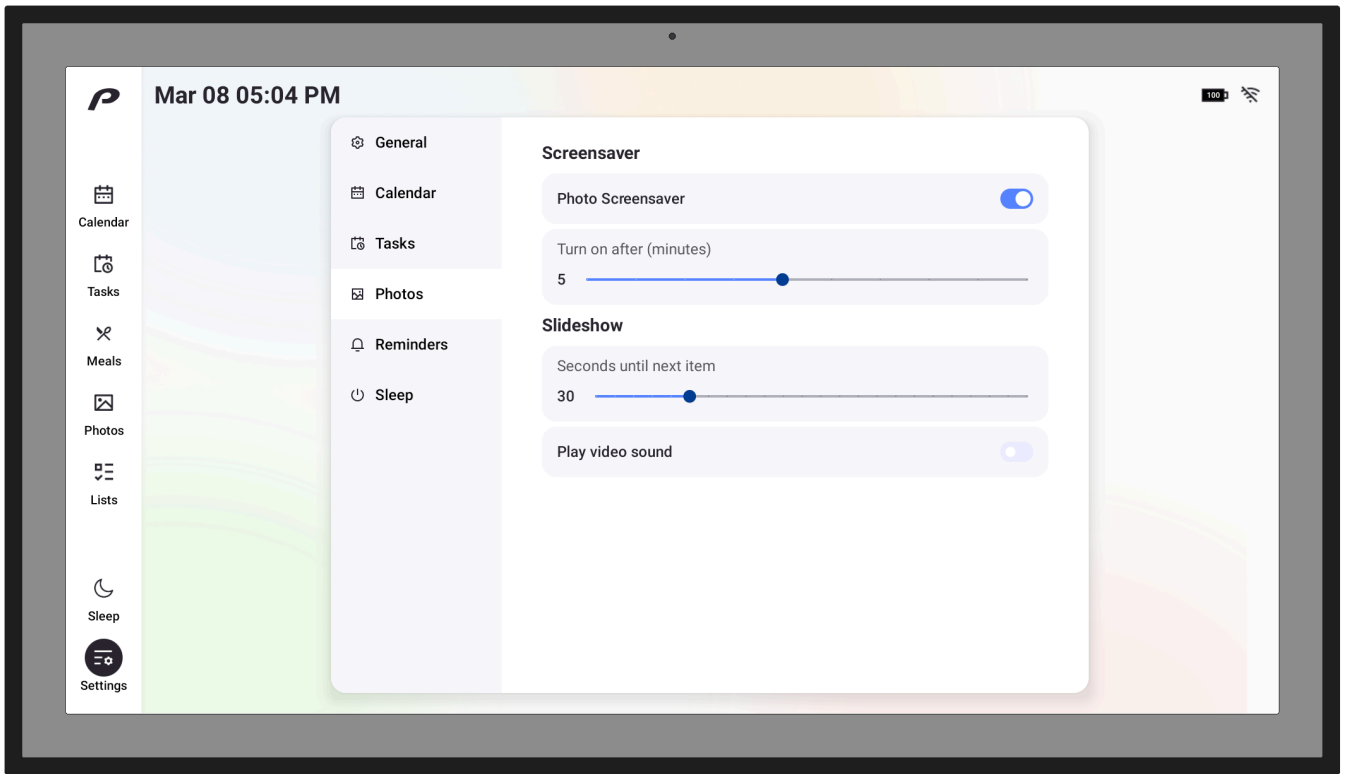 Mar 08 05:04 PM
100
Calendar
Tasks
Meals
Photos
Lists
Sleep
Settings
General
Calendar
Tasks
Photos
Reminders
Sleep
Screensaver
Photo Screensaver
Turn on after (minutes)
5
Slideshow
Seconds until next item
30
Play video sound